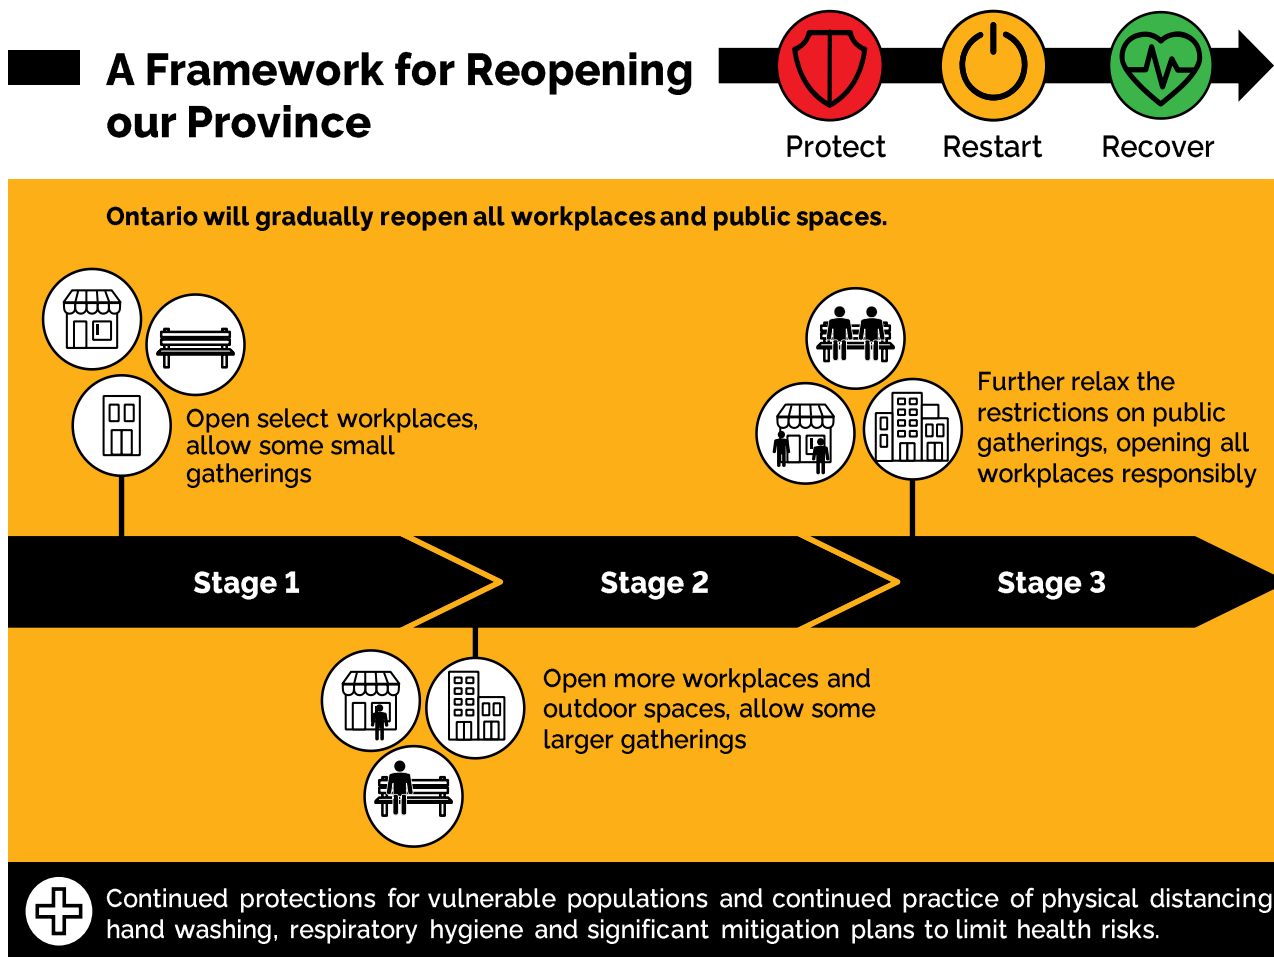 A Framework for Reopening
our Province
Protect
Restart
Recover
Ontario will gradually reopen all workplaces and public spaces.
Open select workplaces,
allow some small
gatherings
Further relax the
restrictions on public
gatherings, opening all
workplaces responsibly
Stage 1
Stage 2
Stage 3
Open more workplaces and
outdoor spaces, allow some
larger gatherings
Continued protections for vulnerable populations and continued practice of physical distancing
hand washing, respiratory hygiene and significant mitigation plans to limit health risks.